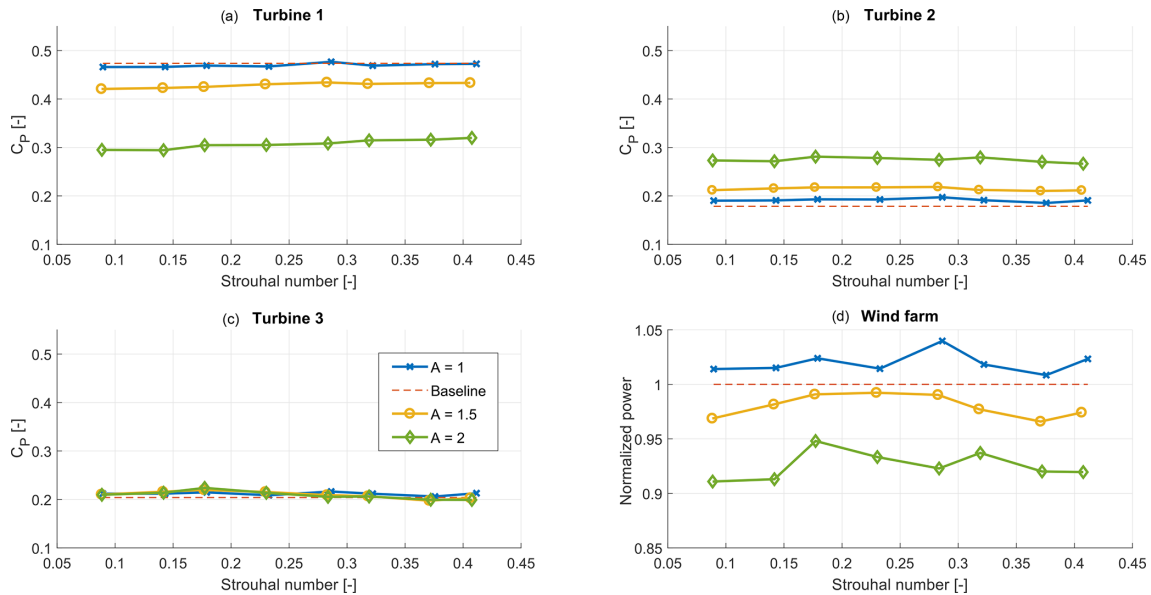 (a) Turbine 1
0.5
0.4
0.3
0.2
0.1
C_P [-]
0.05 0.1 0.15 0.2 0.25 0.3 0.35 0.4 0.45
Strouhal number [-]
(b) Turbine 2
0.5
0.4
0.3
0.2
0.1
C_P [-]
0.05 0.1 0.15 0.2 0.25 0.3 0.35 0.4 0.45
Strouhal number [-]
(c) Turbine 3
0.5
0.4
0.3
0.2
0.1
C_P [-]
A = 1
Baseline
A = 1.5
A = 2
0.05 0.1 0.15 0.2 0.25 0.3 0.35 0.4 0.45
Strouhal number [-]
(d) Wind farm
1.05
1
0.95
0.9
0.85
Normalized power
0.05 0.1 0.15 0.2 0.25 0.3 0.35 0.4 0.45
Strouhal number [-]